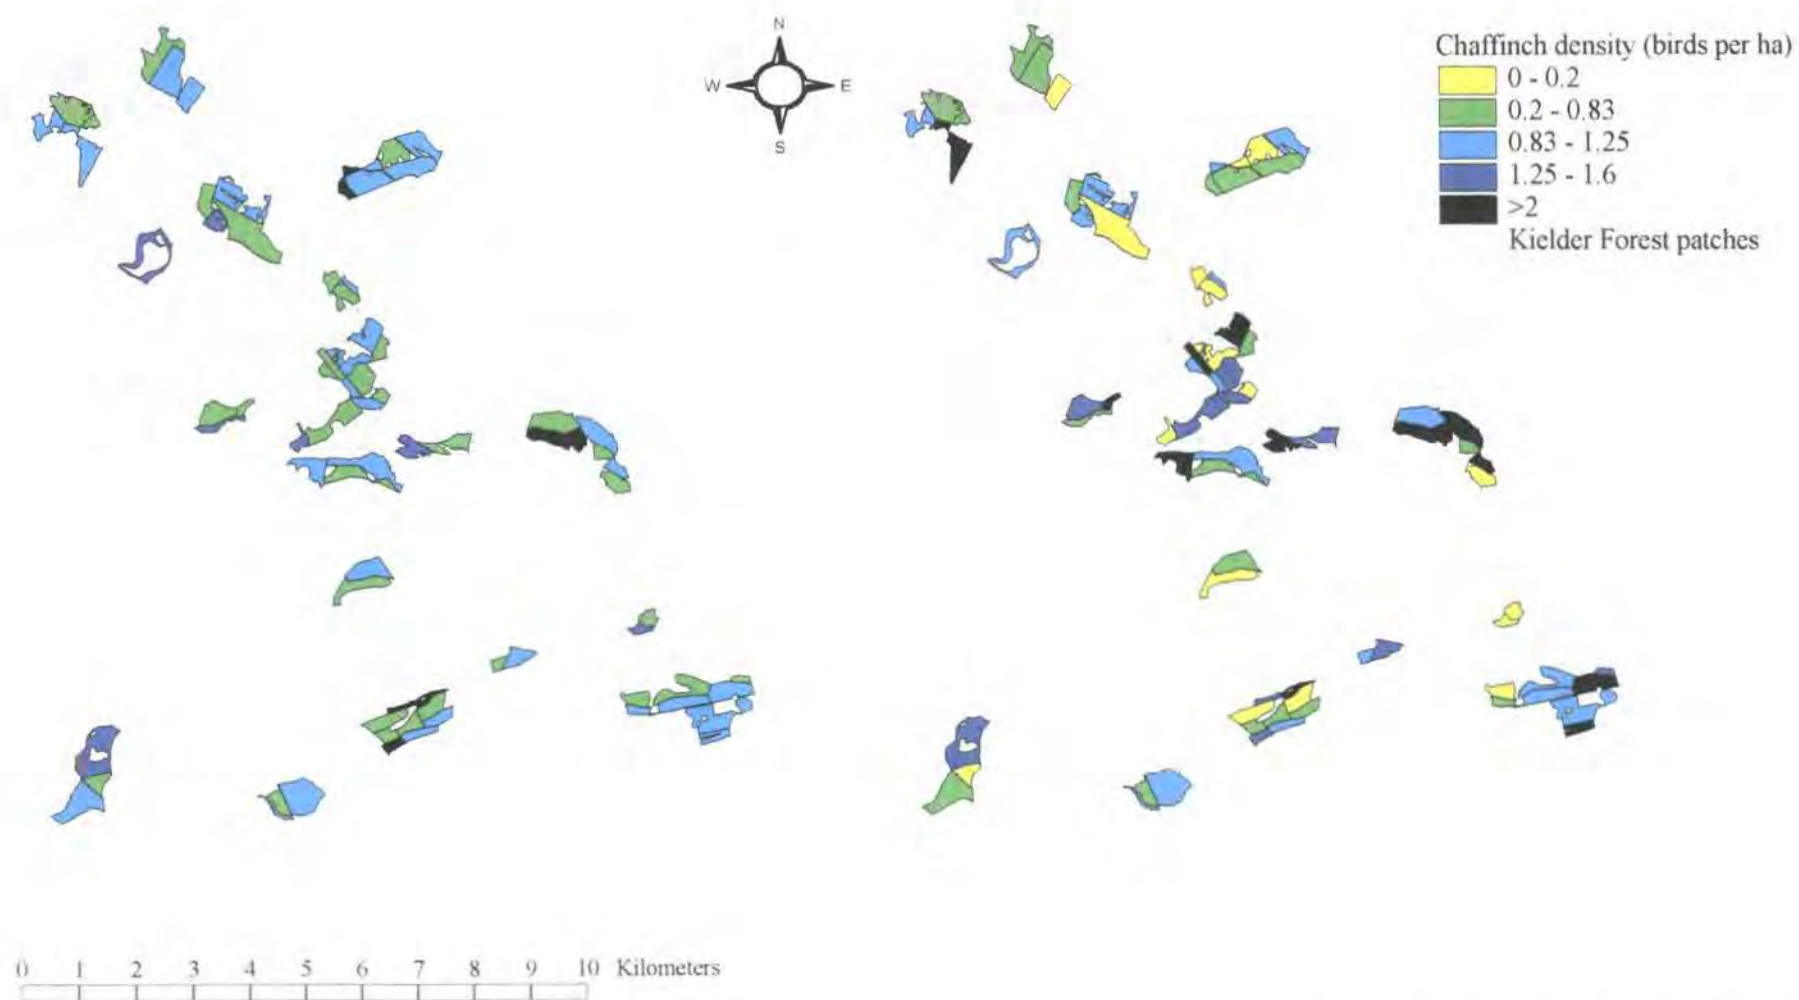 N
W E
S
Chaffinch density (birds per ha)
0 - 0.2
0.2 - 0.83
0.83 - 1.25
1.25 - 1.6
>2
Kielder Forest patches
0 1 2 3 4 5 6 7 8 9 10 Kilometers